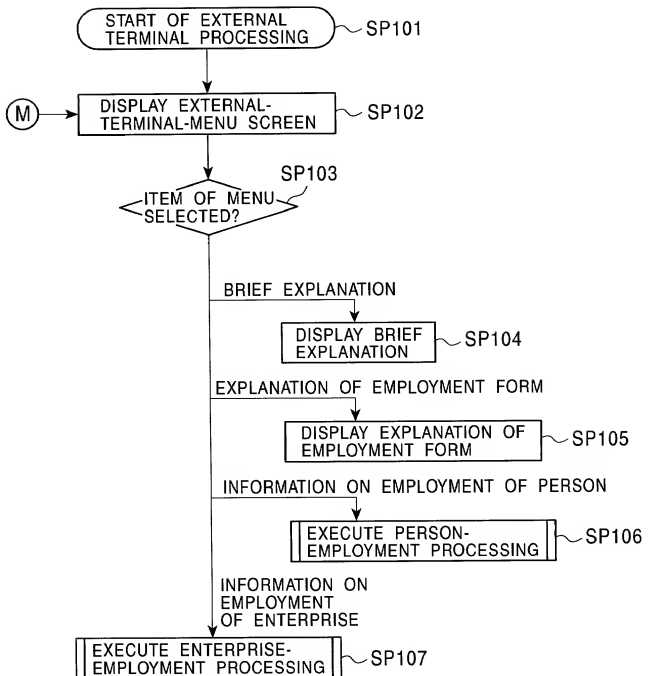 START OF EXTERNAL
TERMINAL PROCESSING
SP101
M
DISPLAY EXTERNAL-
TERMINAL-MENU SCREEN
SP102
SP103
ITEM OF MENU
SELECTED?
BRIEF EXPLANATION
DISPLAY BRIEF
EXPLANATION
SP104
EXPLANATION OF EMPLOYMENT FORM
DISPLAY EXPLANATION OF
EMPLOYMENT FORM
SP105
INFORMATION ON EMPLOYMENT OF PERSON
EXECUTE PERSON-
EMPLOYMENT PROCESSING
SP106
INFORMATION ON
EMPLOYMENT
OF ENTERPRISE
EXECUTE ENTERPRISE-
EMPLOYMENT PROCESSING
SP107